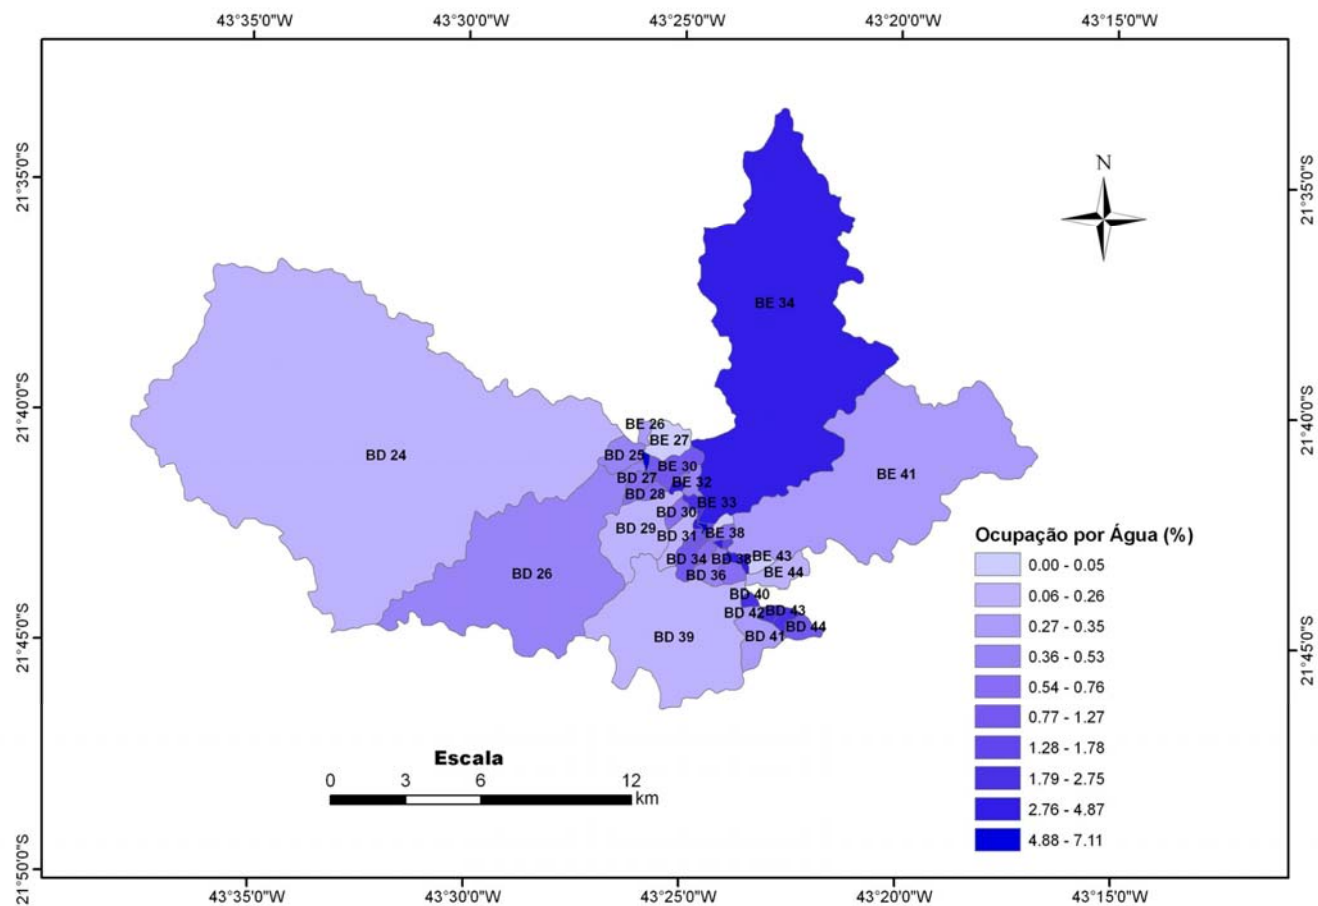 43°35'0"W 43°30'0"W 43°25'0"W 43°20'0"W 43°15'0"W
21°35'0"S
21°40'0"S
21°45'0"S
21°50'0"S
21°35'0"S
21°40'0"S
21°45'0"S
N
BE 34
BE 26
BE 27
BD 24
BD 25
BE 30
BE 41
BD 27
BE 32
BD 28
BE 33
BD 30
BD 29
BD 31
BE 38
BD 34
BD 38
BE 43
BD 26
BD 36
BE 44
BD 40
BD 42
BD 43
BD 44
BD 39
BD 41
Ocupação por Água (%)
0.00 - 0.05
0.06 - 0.26
0.27 - 0.35
0.36 - 0.53
0.54 - 0.76
0.77 - 1.27
1.28 - 1.78
1.79 - 2.75
2.76 - 4.87
4.88 - 7.11
Escala
0 3 6 12
km
43°35'0"W 43°30'0"W 43°25'0"W 43°20'0"W 43°15'0"W